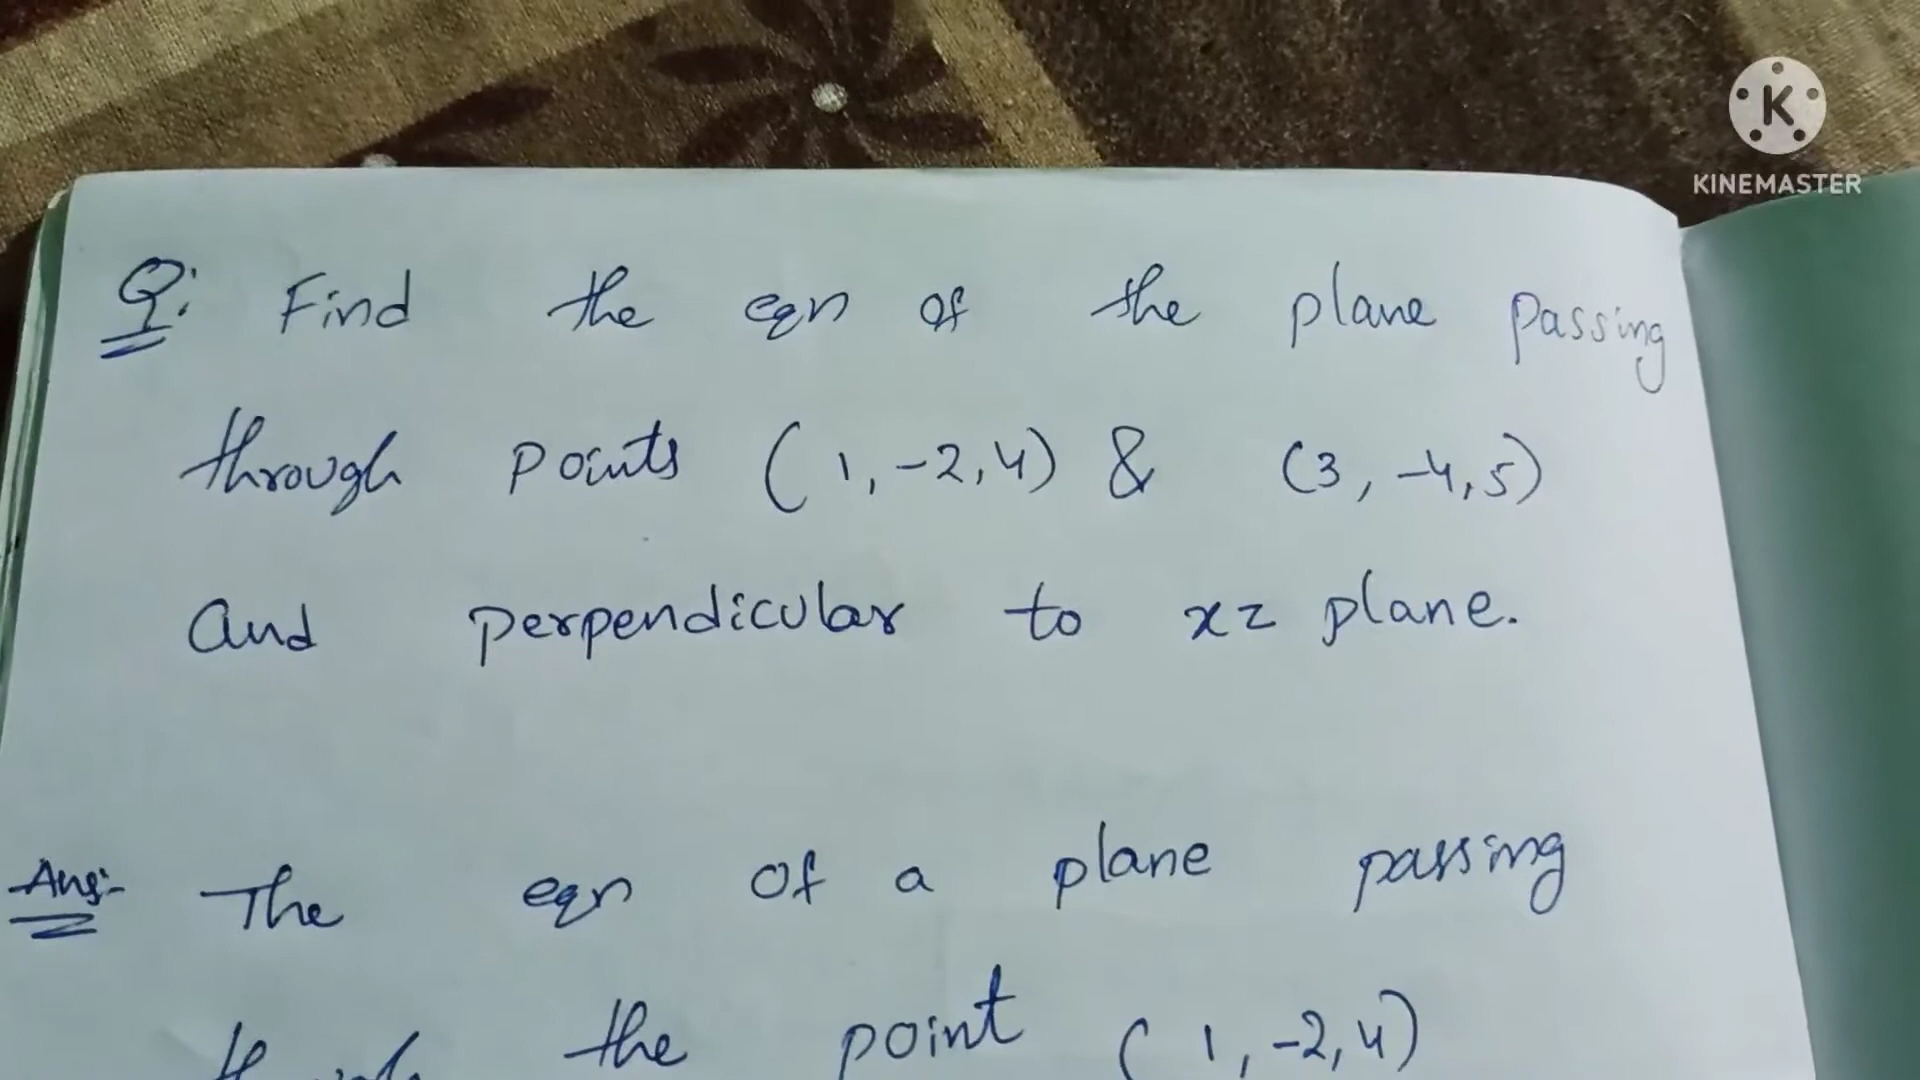 KINEMASTER
Q: Find the eqn of the plane passing
through points (1,-2,4) & (3,-4,5)
and perpendicular to xz plane.
Ans:- The eqn of a plane passing
the point (1,-2,4)